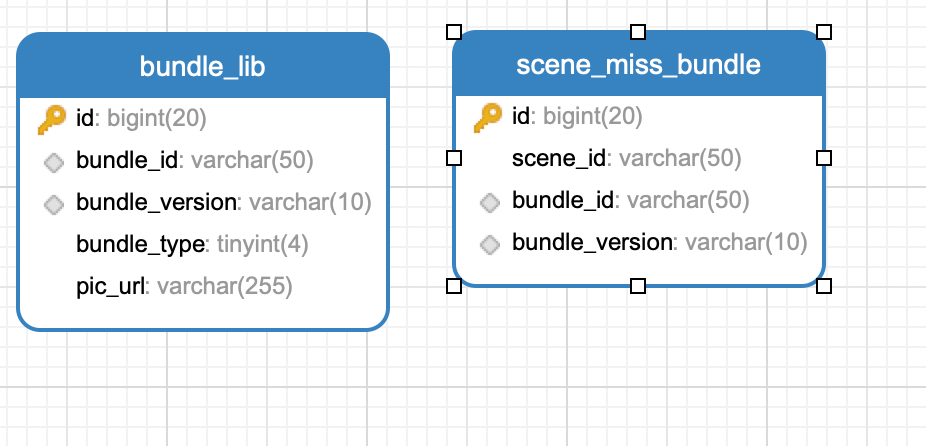 bundle_lib
id: bigint(20)
bundle_id: varchar(50)
bundle_version: varchar(10)
bundle_type: tinyint(4)
pic_url: varchar(255)
scene_miss_bundle
id: bigint(20)
scene_id: varchar(50)
bundle_id: varchar(50)
bundle_version: varchar(10)